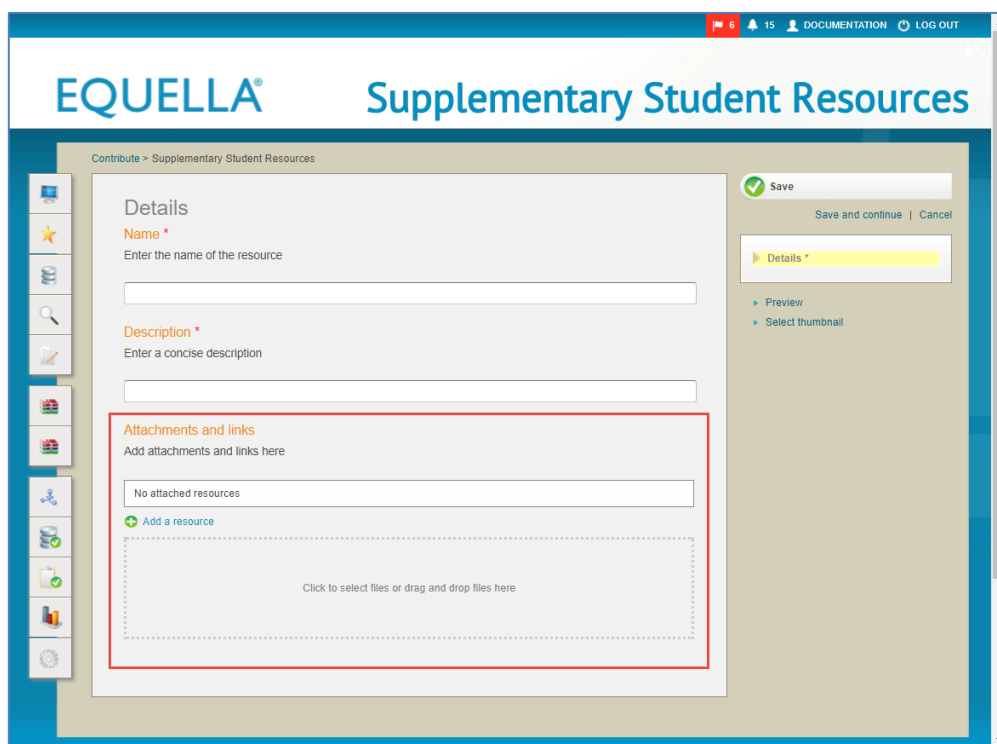 6 15 DOCUMENTATION LOG OUT
EQUELLA® Supplementary Student Resources
Contribute > Supplementary Student Resources
Details
Name *
Enter the name of the resource
Description *
Enter a concise description
Attachments and links
Add attachments and links here
No attached resources
Add a resource
Click to select files or drag and drop files here
Save
Save and continue | Cancel
Details *
Preview
Select thumbnail